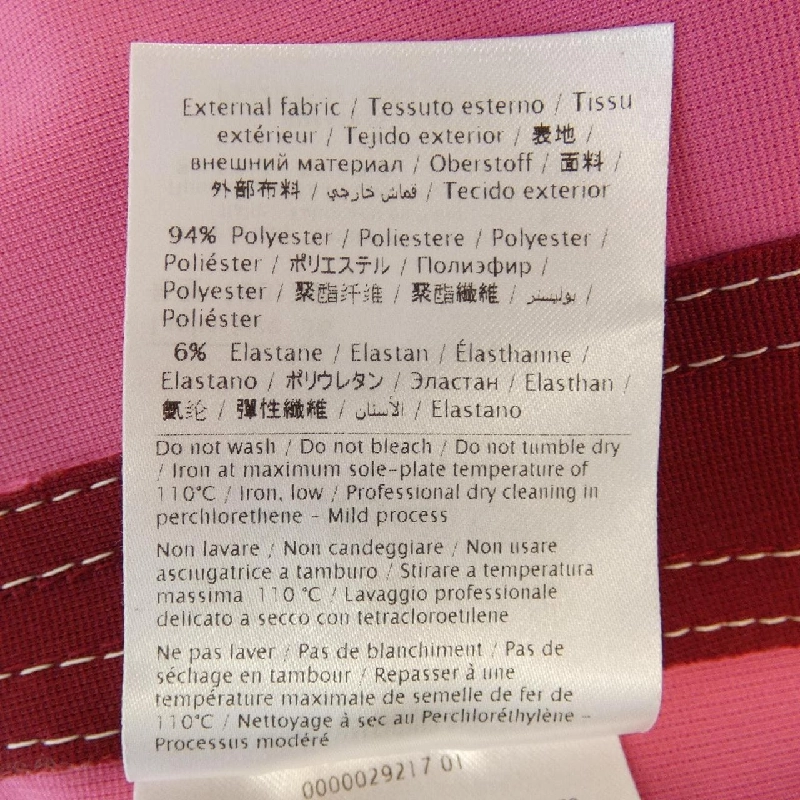 External fabric / Tessuto esterno / Tissu
extérieur / Tejido exterior / 表地 /
внешний материал / Oberstoff / 面料 /
外部布料 / قماش خارجي / Tecido exterior
94% Polyester / Poliestere / Polyester /
Poliéster / ポリエステル / Полиэфир /
Polyester / 聚酯纤维 / 聚酯纖維 / بوليستر /
Poliéster
6% Elastane / Elastan / Élasthanne /
Elastano / ポリウレタン / Эластан / Elasthan /
氨纶 / 彈性纖維 / الأستان / Elastano
Do not wash / Do not bleach / Do not tumble dry
/ Iron at maximum sole-plate temperature of
110°C / Iron, low / Professional dry cleaning in
perchlorethene - Mild process
Non lavare / Non candeggiare / Non usare
asciugatrice a tamburo / Stirare a temperatura
massima 110 °C / Lavaggio professionale
delicato a secco con tetracloroetilene
Ne pas laver / Pas de blanchiment / Pas de
séchage en tambour / Repasser à une
température maximale de semelle de fer de
110°C / Nettoyage à sec au Perchloréthylène -
Processus modéré
0000029217 01